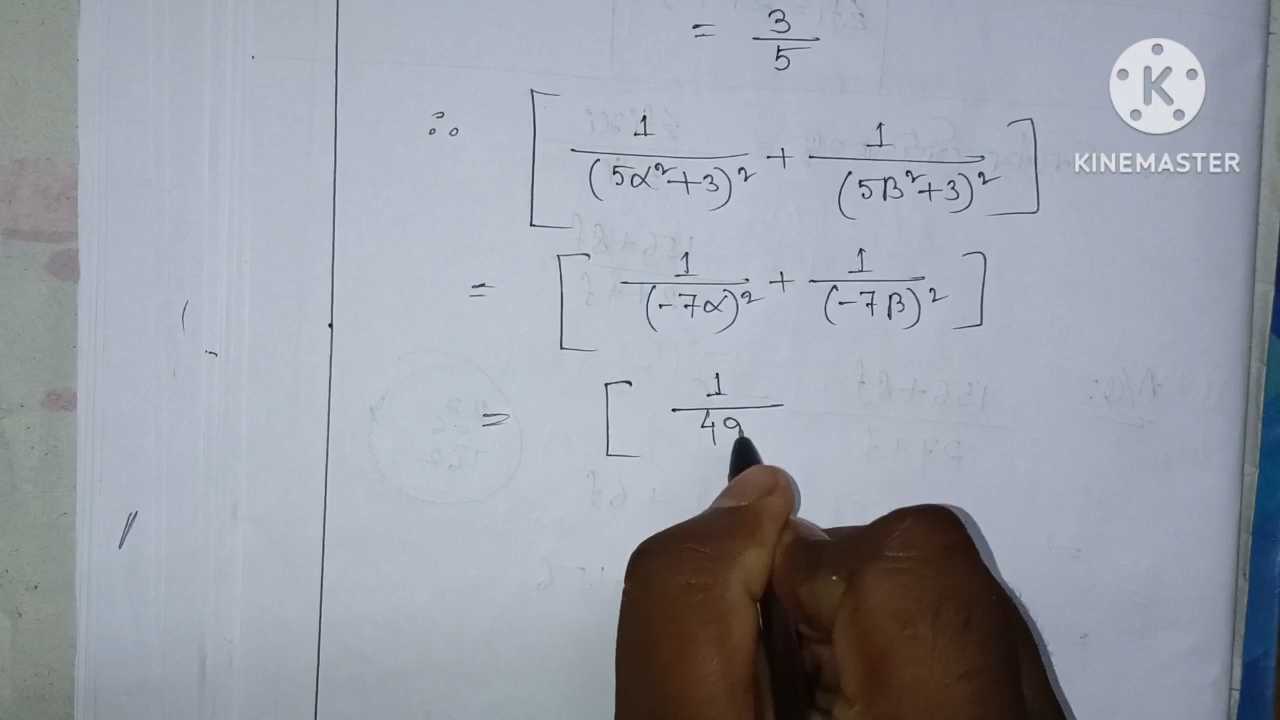 = 3/5
K
KINEMASTER
∴ [ 1/(5α²+3)² + 1/(5β²+3)² ]
= [ 1/(-7α)² + 1/(-7β)² ]
= [ 1/49